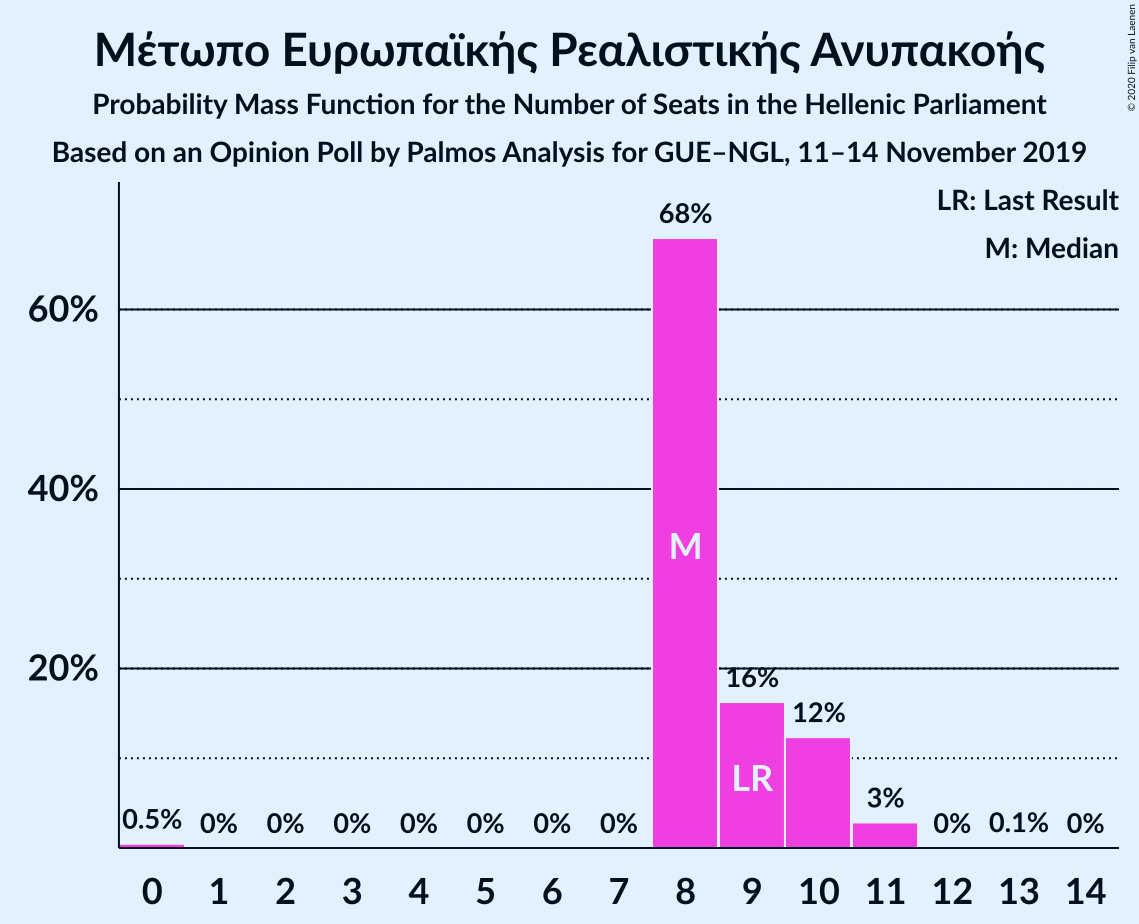 Μέτωπο Ευρωπαϊκής Ρεαλιστικής Ανυπακοής
Probability Mass Function for the Number of Seats in the Hellenic Parliament
Based on an Opinion Poll by Palmos Analysis for GUE–NGL, 11–14 November 2019
© 2020 Filip van Laenen
LR: Last Result
M: Median
60%
40%
20%
0.5% 0% 0% 0% 0% 0% 0% 0% 68% 16% 12% 3% 0% 0.1% 0%
M
LR
0 1 2 3 4 5 6 7 8 9 10 11 12 13 14